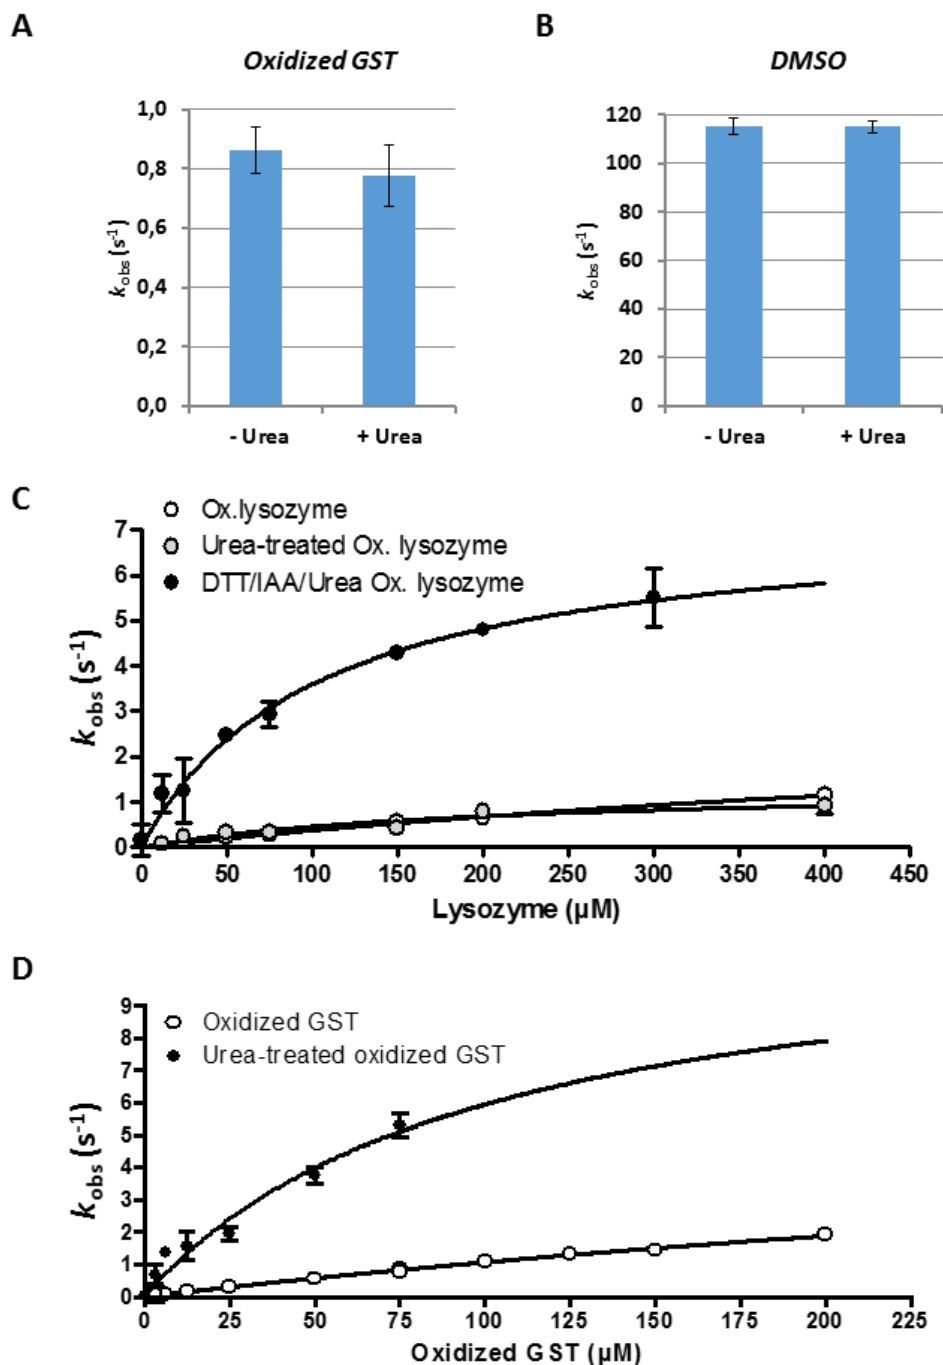 A
Oxidized GST
1,0
0,8
0,6
0,4
0,2
0,0
kobs (s-1)
- Urea
+ Urea
B
DMSO
120
100
80
60
40
20
0
kobs (s-1)
- Urea
+ Urea
C
Ox.lysozyme
Urea-treated Ox. lysozyme
DTT/IAA/Urea Ox. lysozyme
7
6
5
4
3
2
1
0
kobs (s-1)
0 50 100 150 200 250 300 350 400 450
Lysozyme (µM)
D
Oxidized GST
Urea-treated oxidized GST
9
8
7
6
5
4
3
2
1
0
kobs (s-1)
0 25 50 75 100 125 150 175 200 225
Oxidized GST (µM)